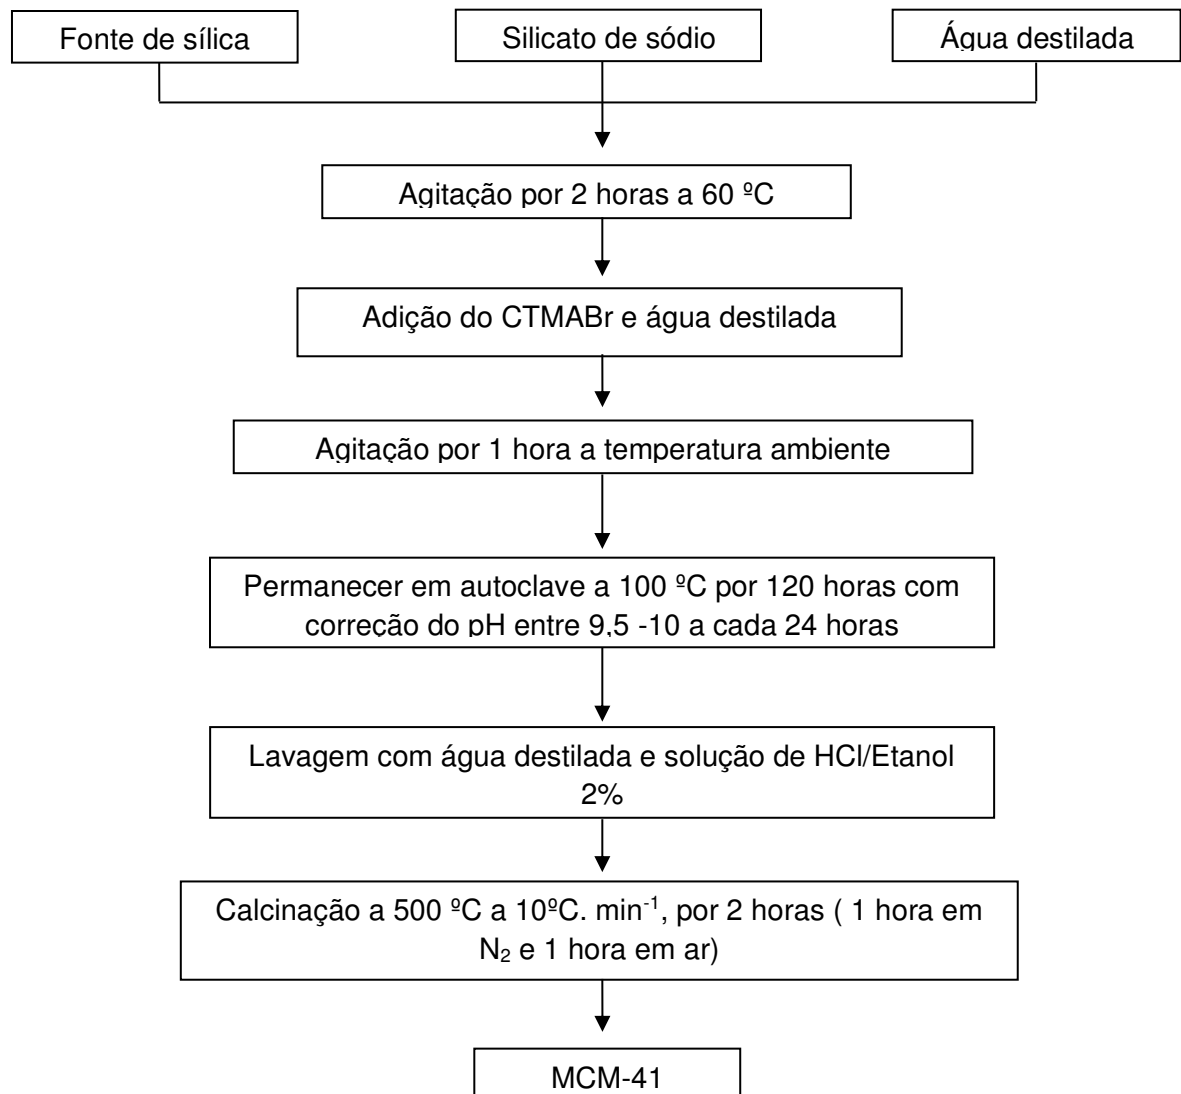 Fonte de sílica
Silicato de sódio
Água destilada
Agitação por 2 horas a 60 ºC
Adição do CTMABr e água destilada
Agitação por 1 hora a temperatura ambiente
Permanecer em autoclave a 100 ºC por 120 horas com
correção do pH entre 9,5 -10 a cada 24 horas
Lavagem com água destilada e solução de HCl/Etanol
2%
Calcinação a 500 ºC a 10ºC. min⁻¹, por 2 horas ( 1 hora em
N₂ e 1 hora em ar)
MCM-41